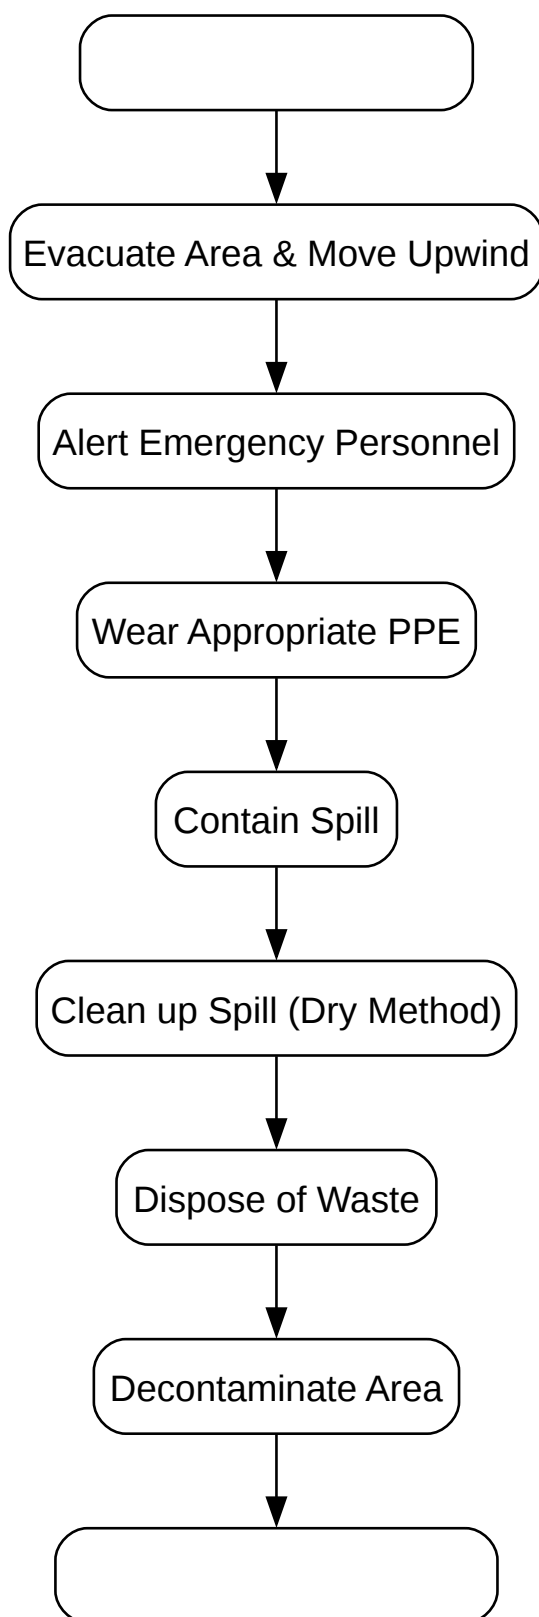 Evacuate Area & Move Upwind
Alert Emergency Personnel
Wear Appropriate PPE
Contain Spill
Clean up Spill (Dry Method)
Dispose of Waste
Decontaminate Area